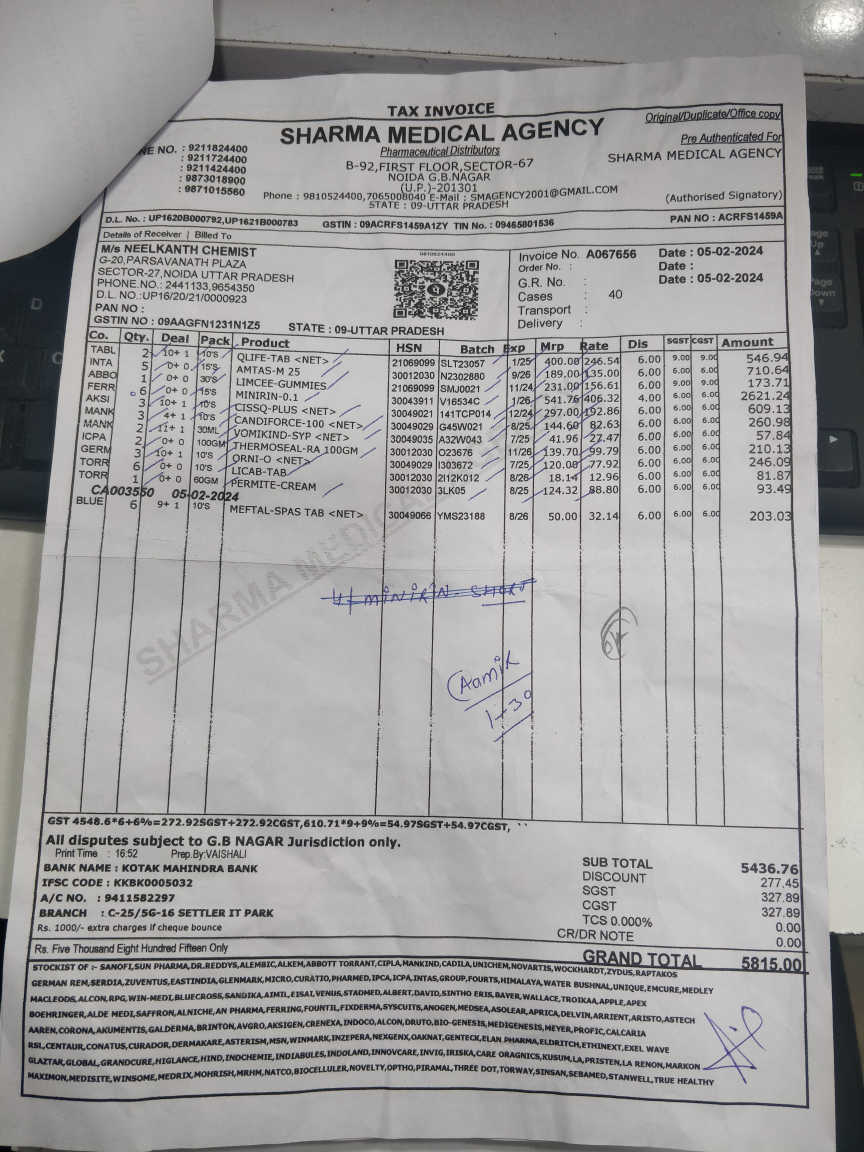 TAX INVOICE
Original/Duplicate/Office copy
SHARMA MEDICAL AGENCY
Pre Authenticated For
SHARMA MEDICAL AGENCY
NE NO. : 9211824400
: 9211724400
: 9211424400
: 9873018900
: 9871015560
Pharmaceutical Distributors
B-92,FIRST FLOOR,SECTOR-67
NOIDA G.B.NAGAR
(U.P.)-201301
Phone : 9810524400,7065008040 E-Mail : SMAGENCY2001@GMAIL.COM
STATE : 09-UTTAR PRADESH
(Authorised Signatory)
D.L. No. : UP1620B000792,UP1621B000783 GSTIN : 09ACRFS1459A1ZY TIN No. : 09465801536 PAN NO : ACRFS1459A
Details of Receiver | Billed To
M/s NEELKANTH CHEMIST
G-20,PARSAVANATH PLAZA
SECTOR-27,NOIDA UTTAR PRADESH
PHONE.NO.: 2441133,9654350
D.L. NO.:UP16/20/21/0000923
PAN NO :
GSTIN NO : 09AAGFN1231N1Z5 STATE : 09-UTTAR PRADESH
9810524400
Invoice No. A067656 Date : 05-02-2024
Order No. : Date :
G.R. No. : Date : 05-02-2024
Cases : 40
Transport :
Delivery :
Co. Qty. Deal Pack Product HSN Batch Exp Mrp Rate Dis SGST CGST Amount
TABL 2 10+ 1 10'S QLIFE-TAB <NET> 21069099 SLT23057 1/25 400.00 246.54 6.00 9.00 9.00 546.94
INTA 5 0+ 0 15'S AMTAS-M 25 30012030 N2302880 9/26 189.00 135.00 6.00 6.00 6.00 710.64
ABBO 1 0+ 0 30'S LIMCEE-GUMMIES 21069099 SMJ0021 11/24 231.00 156.61 6.00 9.00 9.00 173.71
FERR 6 0+ 0 15'S MINIRIN-0.1 30043911 V16534C 1/26 541.76 406.32 4.00 6.00 6.00 2621.24
AKSI 3 10+ 1 10'S CISSQ-PLUS <NET> 30049021 141TCP014 12/24 297.00 192.86 6.00 6.00 6.00 609.13
MANK 3 4+ 1 10'S CANDIFORCE-100 <NET> 30049029 G45W021 8/25 144.60 82.63 6.00 6.00 6.00 260.98
MANK 2 11+ 1 30ML VOMIKIND-SYP <NET> 30049035 A32W043 7/25 41.96 27.47 6.00 6.00 6.00 57.84
ICPA 2 0+ 0 100GM THERMOSEAL-RA 100GM 30012030 O23676 11/26 139.70 99.79 6.00 6.00 6.00 210.13
GERM 3 10+ 1 10'S ORNI-O <NET> 30049029 I303672 7/25 120.08 77.92 6.00 6.00 6.00 246.09
TORR 6 0+ 0 10'S LICAB-TAB 30012030 2I12K012 9/26 18.14 12.96 6.00 6.00 6.00 81.87
TORR 1 0+ 0 60GM PERMITE-CREAM 30012030 3LK05 8/25 124.32 88.80 6.00 6.00 6.00 93.49
CA003550 05-02-2024
BLUE 6 9+ 1 10'S MEFTAL-SPAS TAB <NET> 30049066 YMS23188 8/26 50.00 32.14 6.00 6.00 6.00 203.03
SHARMA MEDICA
4/ MINIRIN- SHORT
OK
Aamir
1-30
GST 4548.6*6+6%=272.92SGST+272.92CGST,610.71*9+9%=54.97SGST+54.97CGST,
All disputes subject to G.B NAGAR Jurisdiction only.
Print Time : 16:52 Prep.By:VAISHALI
BANK NAME : KOTAK MAHINDRA BANK
IFSC CODE : KKBK0005032
A/C NO. : 9411582297
BRANCH : C-25/5G-16 SETTLER IT PARK
Rs. 1000/- extra charges if cheque bounce
SUB TOTAL 5436.76
DISCOUNT 277.45
SGST 327.89
CGST 327.89
TCS 0.000% 0.00
CR/DR NOTE 0.00
Rs. Five Thousand Eight Hundred Fifteen Only
GRAND TOTAL 5815.00
STOCKIST OF :- SANOFI,SUN PHARMA,DR.REDDYS,ALEMBIC,ALKEM,ABBOTT TORRANT,CIPLA,MANKIND,CADILA,UNICHEM,NOVARTIS,WOCKHARDT,ZYDUS,RAPTAKOS
GERMAN REM,SERDIA,ZUVENTUS,EASTINDIA,GLENMARK,MICRO,CURATIO,PHARMED,IPCA,ICPA,INTAS,GROUP,FOURTS,HIMALAYA,WATER BUSHNAL,UNIQUE,EMCURE,MEDLEY
MACLEODS,ALCON,RPG,WIN-MEDI,BLUECROSS,SANDIKA,AIMIL,EISAI,VENUS,STADMED,ALBERT,DAVID,SINTHO ERIS,BAYER,WALLACE,TROIKAA,APPLE,APEX
BOEHRINGER,ALDE MEDI,SAFFRON,ALNICHE,AN PHARMA,FERRING,FOUNTIL,FIXDERMA,SYSCUITS,ANOGEN,MEDSEA,ASOLEAR,APRICA,DELVIN,ARRIENT,ARISTO,ASTECH
AAREN,CORONA,AKUMENTIS,GALDERMA,BRINTON,AVGRO,AKSIGEN,CRENEXA,INDOCO,ALCON,DRUTO,BIO-GENESIS,MEDIGENESIS,MEYER,PROFIC,CALCARIA
RSL,CENTAUR,CONATUS,CURADOR,DERMAKARE,ASTERISM,MSN,WINMARK,INZEPERA,NEXGENX,OAKNAT,GENTECK,ELAN PHARMA,ELDRITCH,ETHINEXT,EXEL WAVE
GLAZTAR,GLOBAL,GRANDCURE,HIGLANCE,HIND,INDCHEMIE,INDIABULES,INDOLAND,INNOVCARE,INVIG,IRISKA,CARE ORAGNICS,KUSUM,LA PRISTEN,LA RENON,MARKON
MAXIMON,MEDISITE,WINSOME,MEDRIX,MOHRISH,MRHM,NATCO,BIOCELLULER,NOVELTY,OPTHO,PIRAMAL,THREE DOT,TORWAY,SINSAN,SEBAMED,STANWELL,TRUE HEALTHY